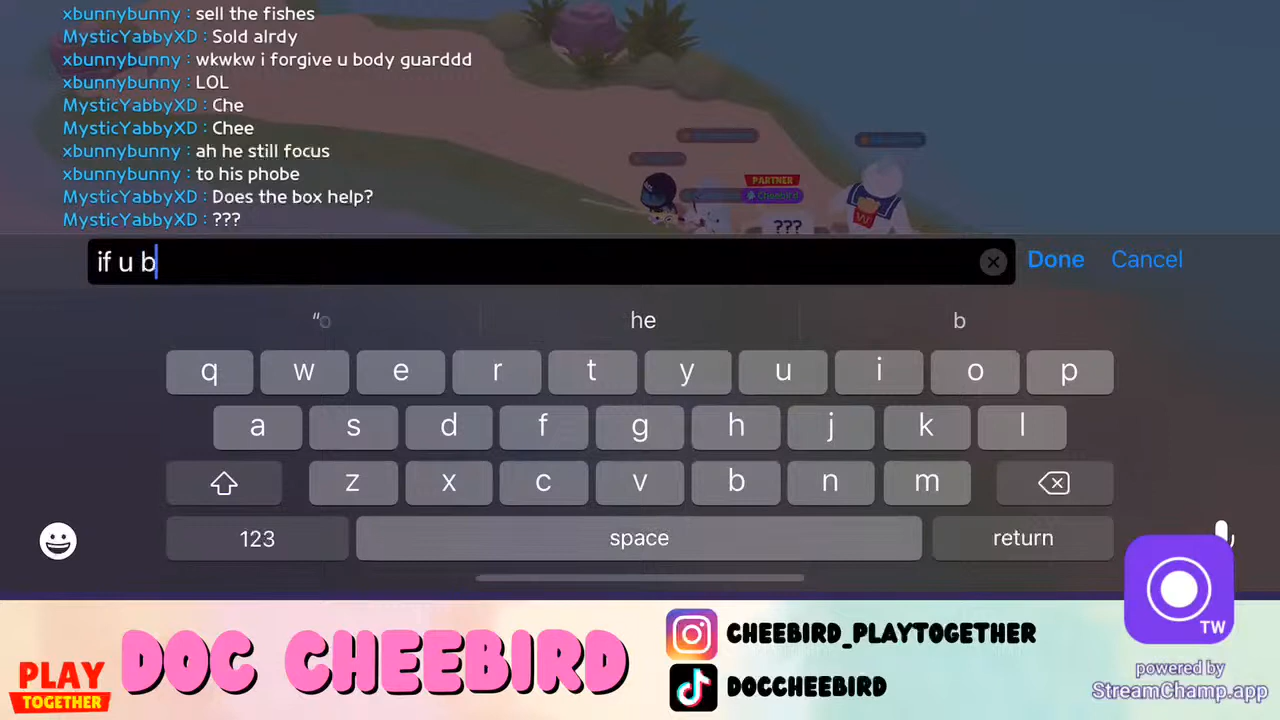 xbunnybunny : sell the fishes
MysticYabbyXD : Sold alrdy
xbunnybunny : wkwkw i forgive u body guarddd
xbunnybunny : LOL
MysticYabbyXD : Che
MysticYabbyXD : Chee
xbunnybunny : ah he still focus
xbunnybunny : to his phobe
MysticYabbyXD : Does the box help?
MysticYabbyXD : ???
PARTNER
???
if u b
Done
Cancel
he
b
q w e r t y u i o p
a s d f g h j k l
z x c v b n m
123
space
return
TW
PLAY TOGETHER
DOC CHEEBIRD
CHEEBIRD_PLAYTOGETHER
DOCCHEEBIRD
powered by
StreamChamp.app